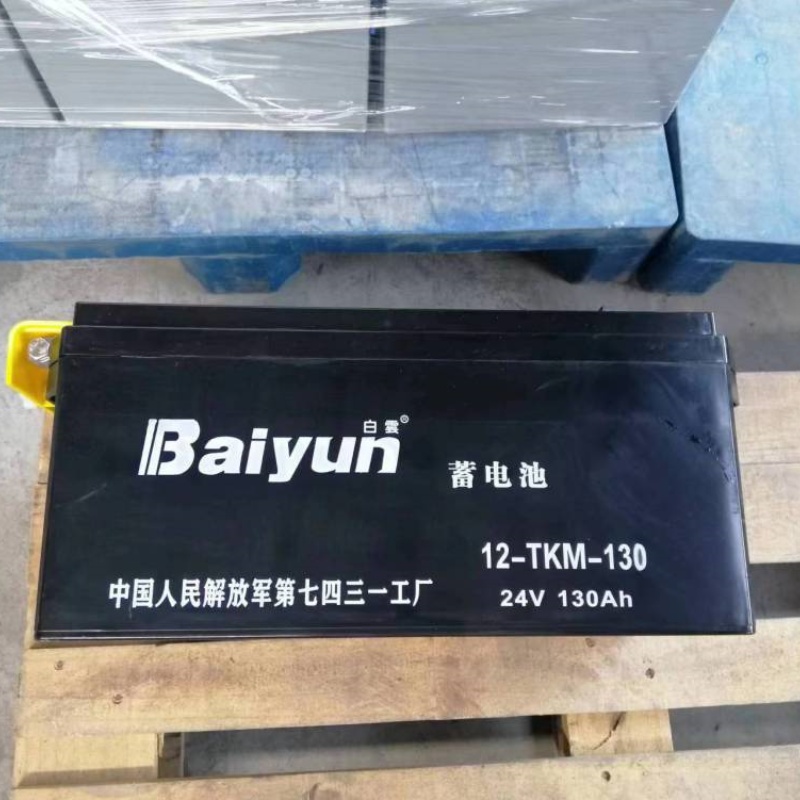 白雲®
Baiyun
蓄电池
12-TKM-130
中国人民解放军第七四三一工厂
24V 130Ah